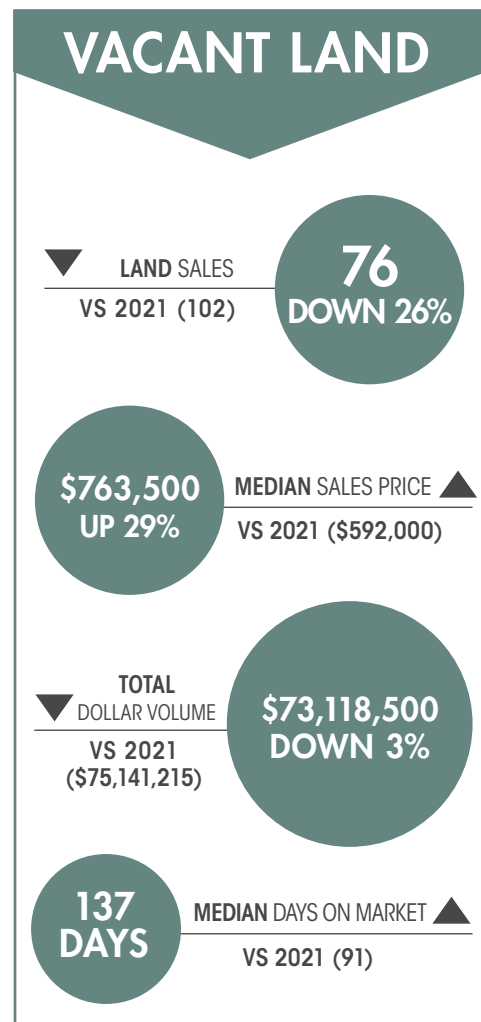 VACANT LAND
LAND SALES
VS 2021 (102)
76
DOWN 26%
$763,500
UP 29%
MEDIAN SALES PRICE
VS 2021 ($592,000)
TOTAL
DOLLAR VOLUME
VS 2021
($75,141,215)
$73,118,500
DOWN 3%
137
DAYS
MEDIAN DAYS ON MARKET
VS 2021 (91)